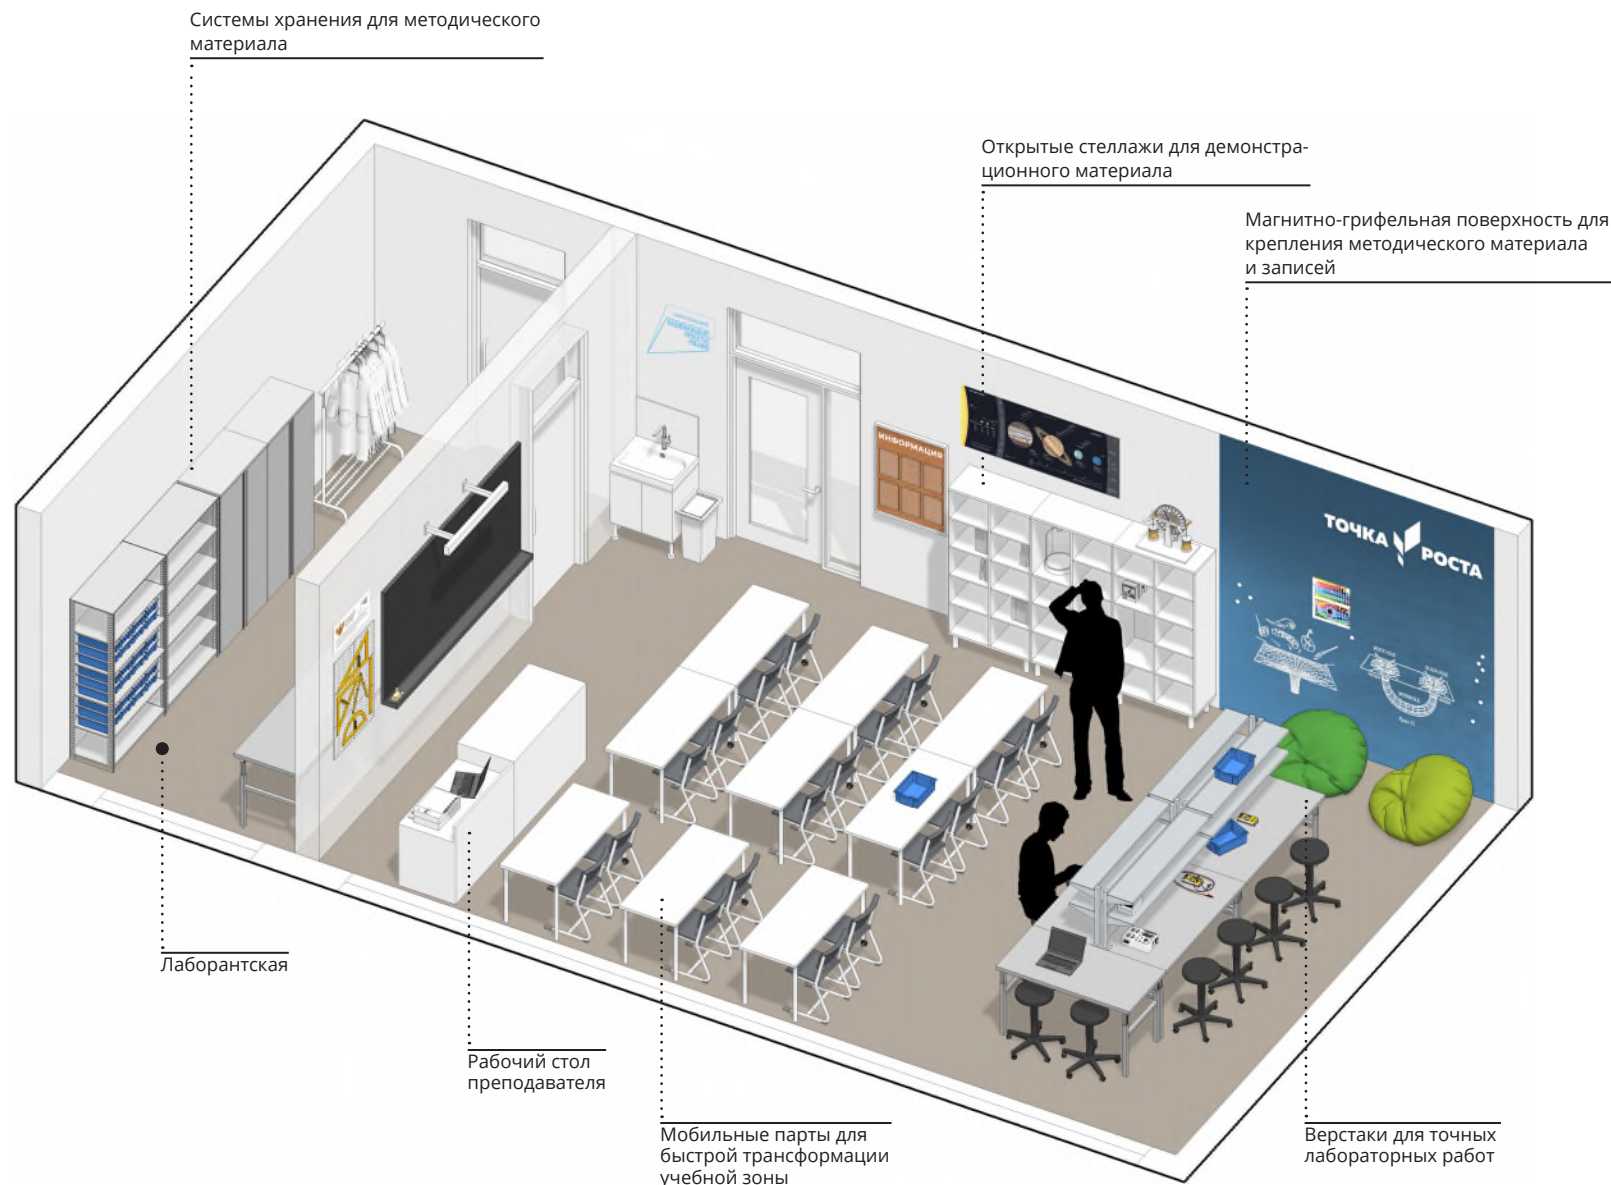 Системы хранения для методического
материала
Открытые стеллажи для демонстра-
ционного материала
Магнитно-грифельная поверхность для
крепления методического материала
и записей
ИНФОРМАЦИЯ
ТОЧКА
РОСТА
Лаборантская
Рабочий стол
преподавателя
Мобильные парты для
быстрой трансформации
учебной зоны
Верстаки для точных
лабораторных работ